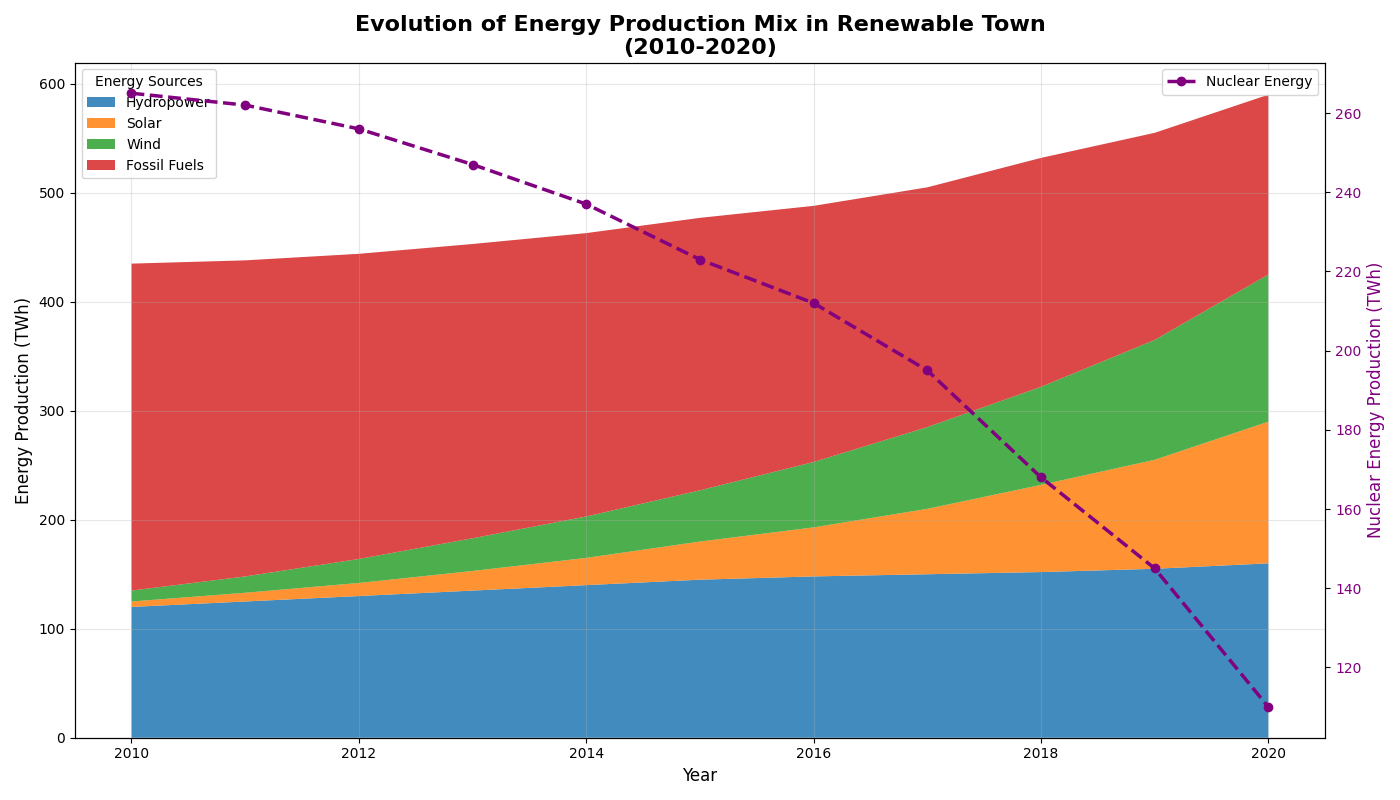 Evolution of Energy Production Mix in Renewable Town
(2010-2020)
Energy Sources
Hydropower
Solar
Wind
Fossil Fuels
Nuclear Energy
Energy Production (TWh)
600
500
400
300
200
100
0
260
240
220
200
180
160
140
120
Nuclear Energy Production (TWh)
2010
2012
2014
2016
2018
2020
Year